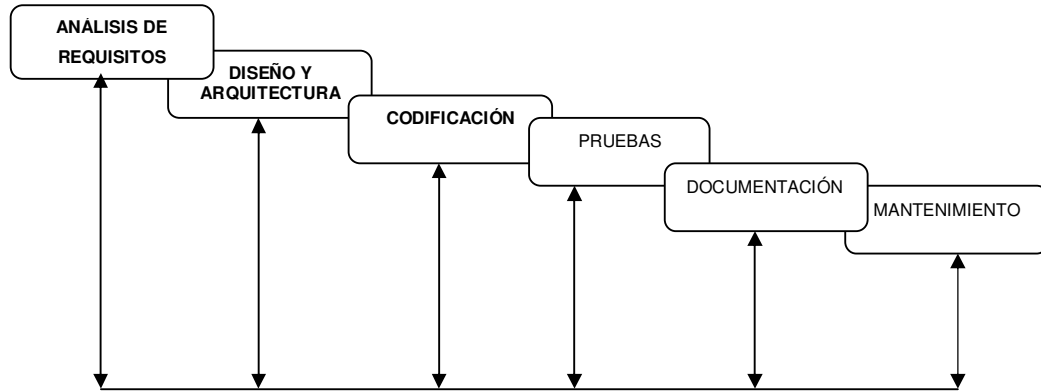 ANÁLISIS DE
REQUISITOS
DISEÑO Y
ARQUITECTURA
CODIFICACIÓN
PRUEBAS
DOCUMENTACIÓN
MANTENIMIENTO